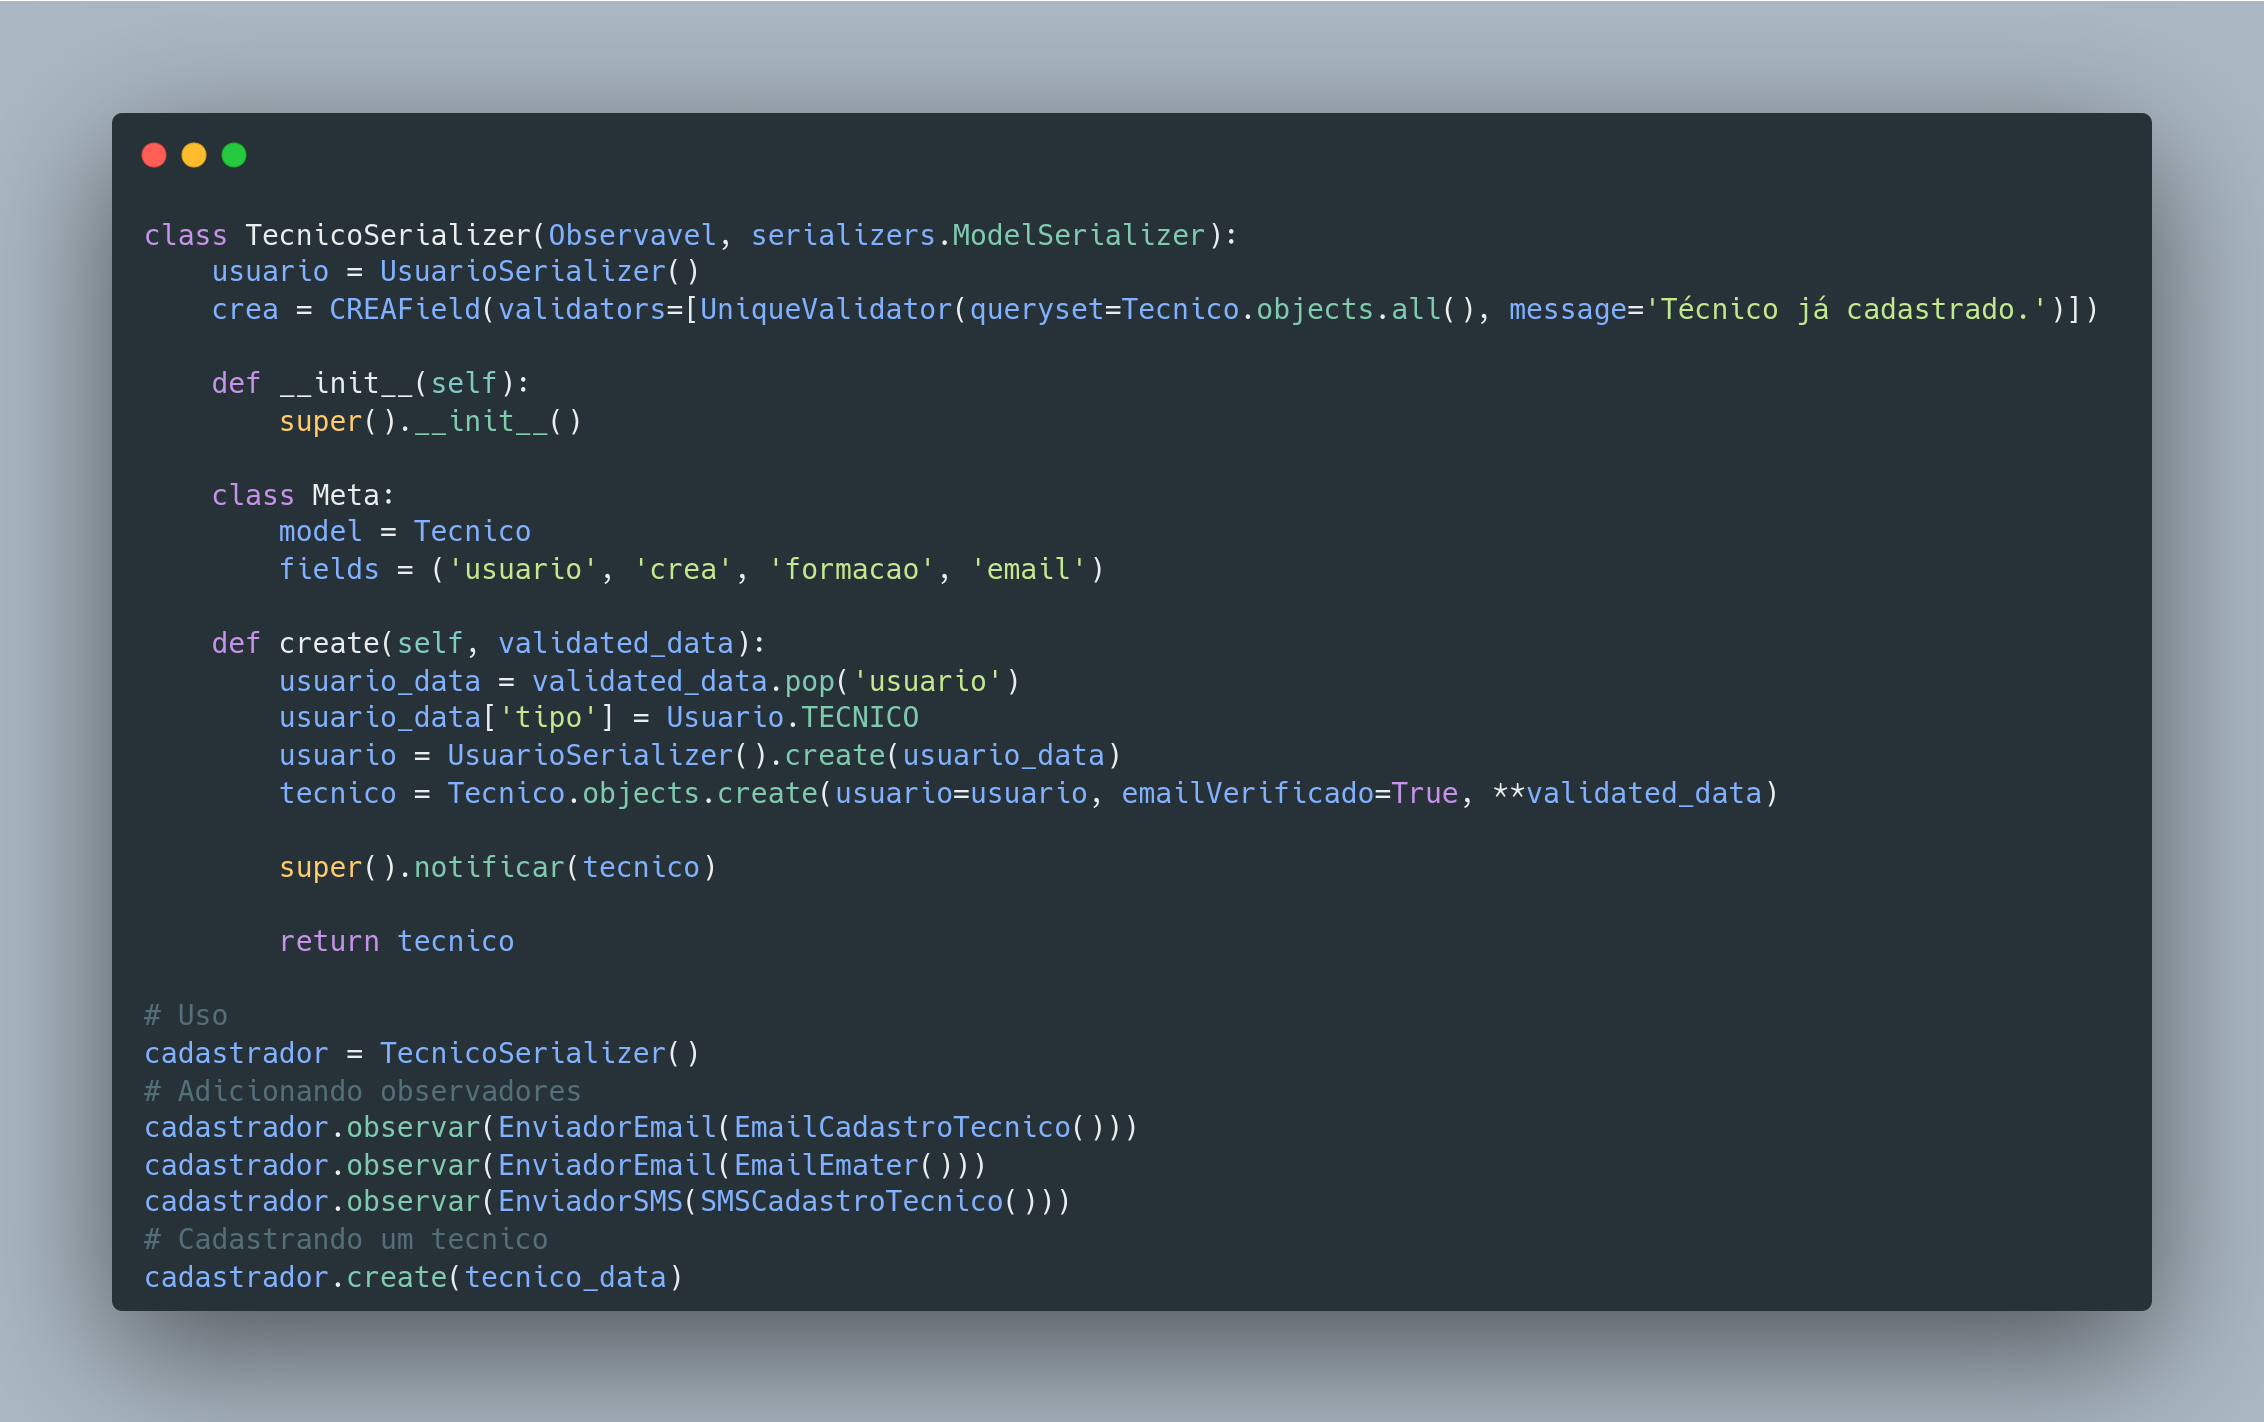 class TecnicoSerializer(Observavel, serializers.ModelSerializer):
    usuario = UsuarioSerializer()
    crea = CREAField(validators=[UniqueValidator(queryset=Tecnico.objects.all(), message='Técnico já cadastrado.')])

    def __init__(self):
        super().__init__()

    class Meta:
        model = Tecnico
        fields = ('usuario', 'crea', 'formacao', 'email')

    def create(self, validated_data):
        usuario_data = validated_data.pop('usuario')
        usuario_data['tipo'] = Usuario.TECNICO
        usuario = UsuarioSerializer().create(usuario_data)
        tecnico = Tecnico.objects.create(usuario=usuario, emailVerificado=True, **validated_data)

        super().notificar(tecnico)

        return tecnico

# Uso
cadastrador = TecnicoSerializer()
# Adicionando observadores
cadastrador.observar(EnviadorEmail(EmailCadastroTecnico()))
cadastrador.observar(EnviadorEmail(EmailEmater()))
cadastrador.observar(EnviadorSMS(SMSCadastroTecnico()))
# Cadastrando um tecnico
cadastrador.create(tecnico_data)